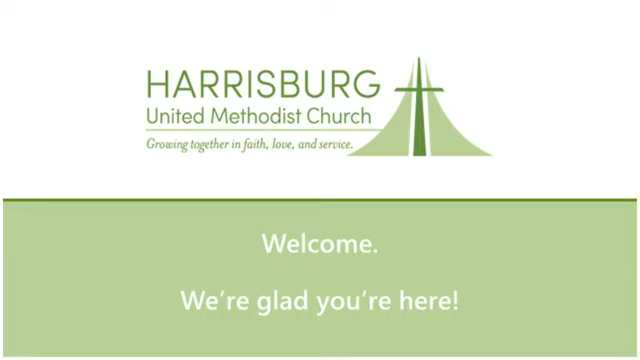 HARRISBURG
United Methodist Church
Growing together in faith, love, and service.
Welcome.
We're glad you're here!